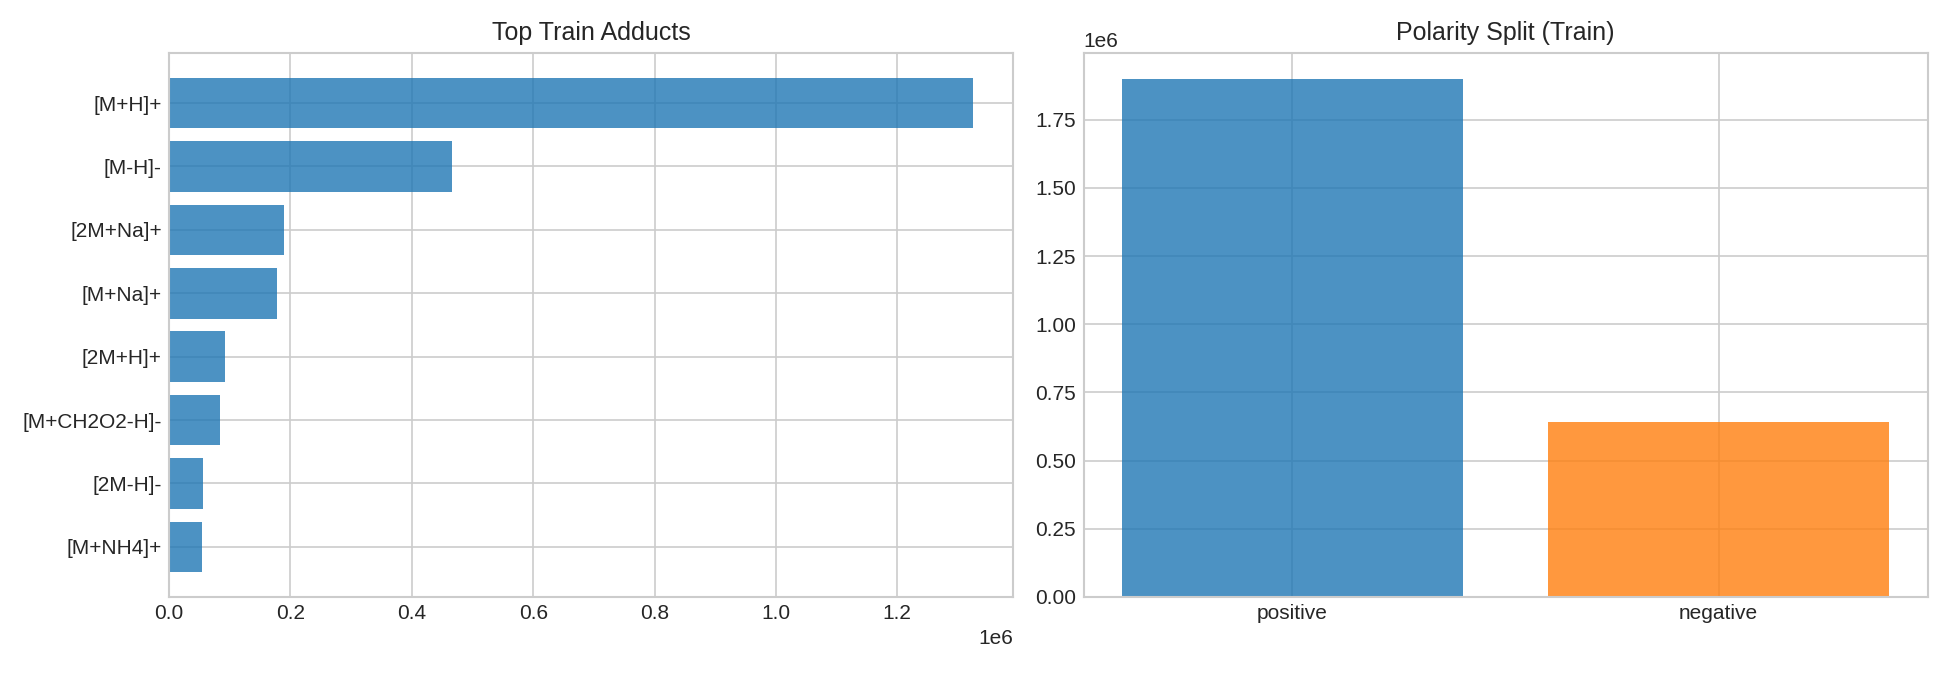 Top Train Adducts
[M+H]+
[M-H]-
[2M+Na]+
[M+Na]+
[2M+H]+
[M+CH2O2-H]-
[2M-H]-
[M+NH4]+
0.0 0.2 0.4 0.6 0.8 1.0 1.2
1e6
Polarity Split (Train)
1e6
1.75
1.50
1.25
1.00
0.75
0.50
0.25
0.00
positive negative